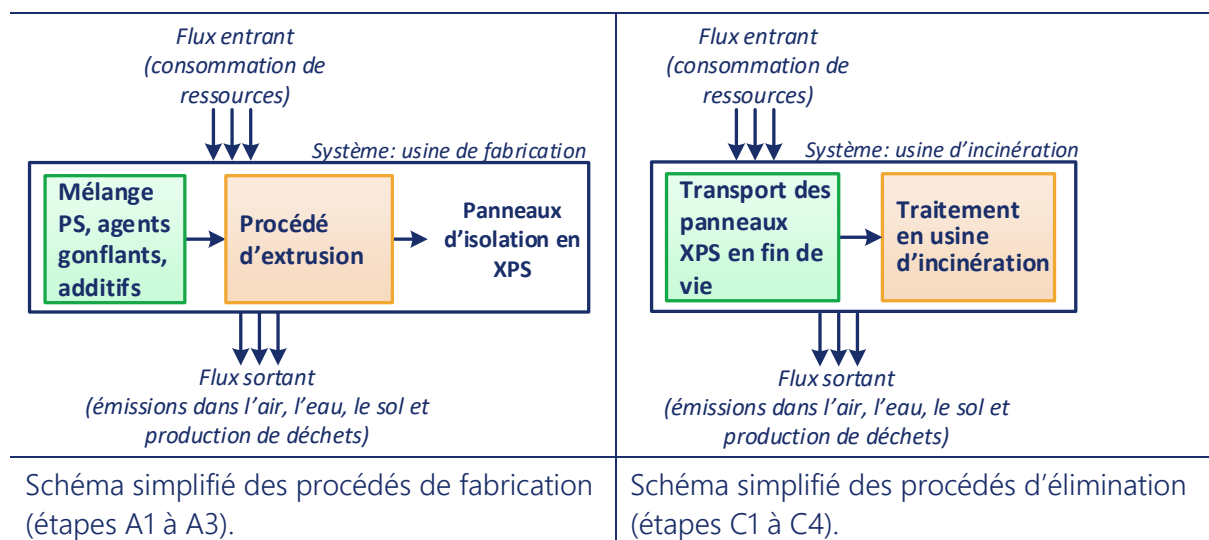 Flux entrant
(consommation de
ressources)
Système: usine de fabrication
Mélange
PS, agents
gonflants,
additifs
Procédé
d'extrusion
Panneaux
d'isolation en
XPS
Flux sortant
(émissions dans l'air, l'eau, le sol et
production de déchets)
Schéma simplifié des procédés de fabrication
(étapes A1 à A3).
Flux entrant
(consommation de
ressources)
Système: usine d'incinération
Transport des
panneaux
XPS en fin de
vie
Traitement
en usine
d'incinération
Flux sortant
(émissions dans l'air, l'eau, le sol et
production de déchets)
Schéma simplifié des procédés d'élimination
(étapes C1 à C4).